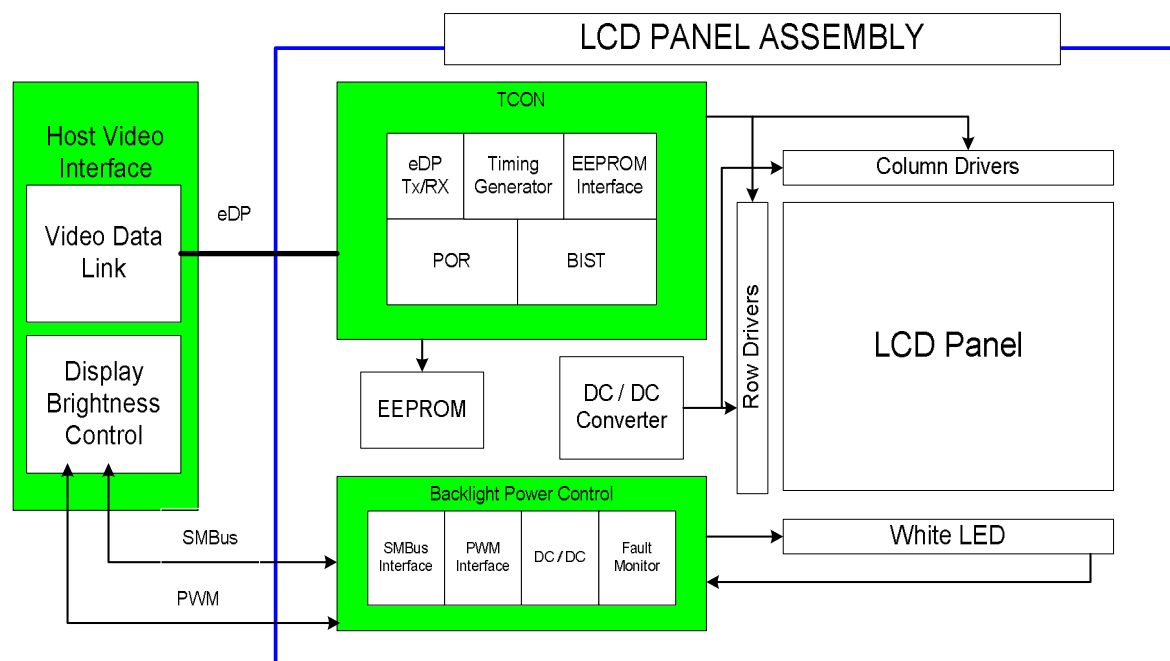 LCD PANEL ASSEMBLY
Host Video
Interface
Video Data
Link
Display
Brightness
Control
eDP
SMBus
PWM
TCON
eDP
Tx/RX
Timing
Generator
EEPROM
Interface
POR
BIST
EEPROM
DC / DC
Converter
Column Drivers
Row Drivers
LCD Panel
Backlight Power Control
SMBus
Interface
PWM
Interface
DC / DC
Fault
Monitor
White LED